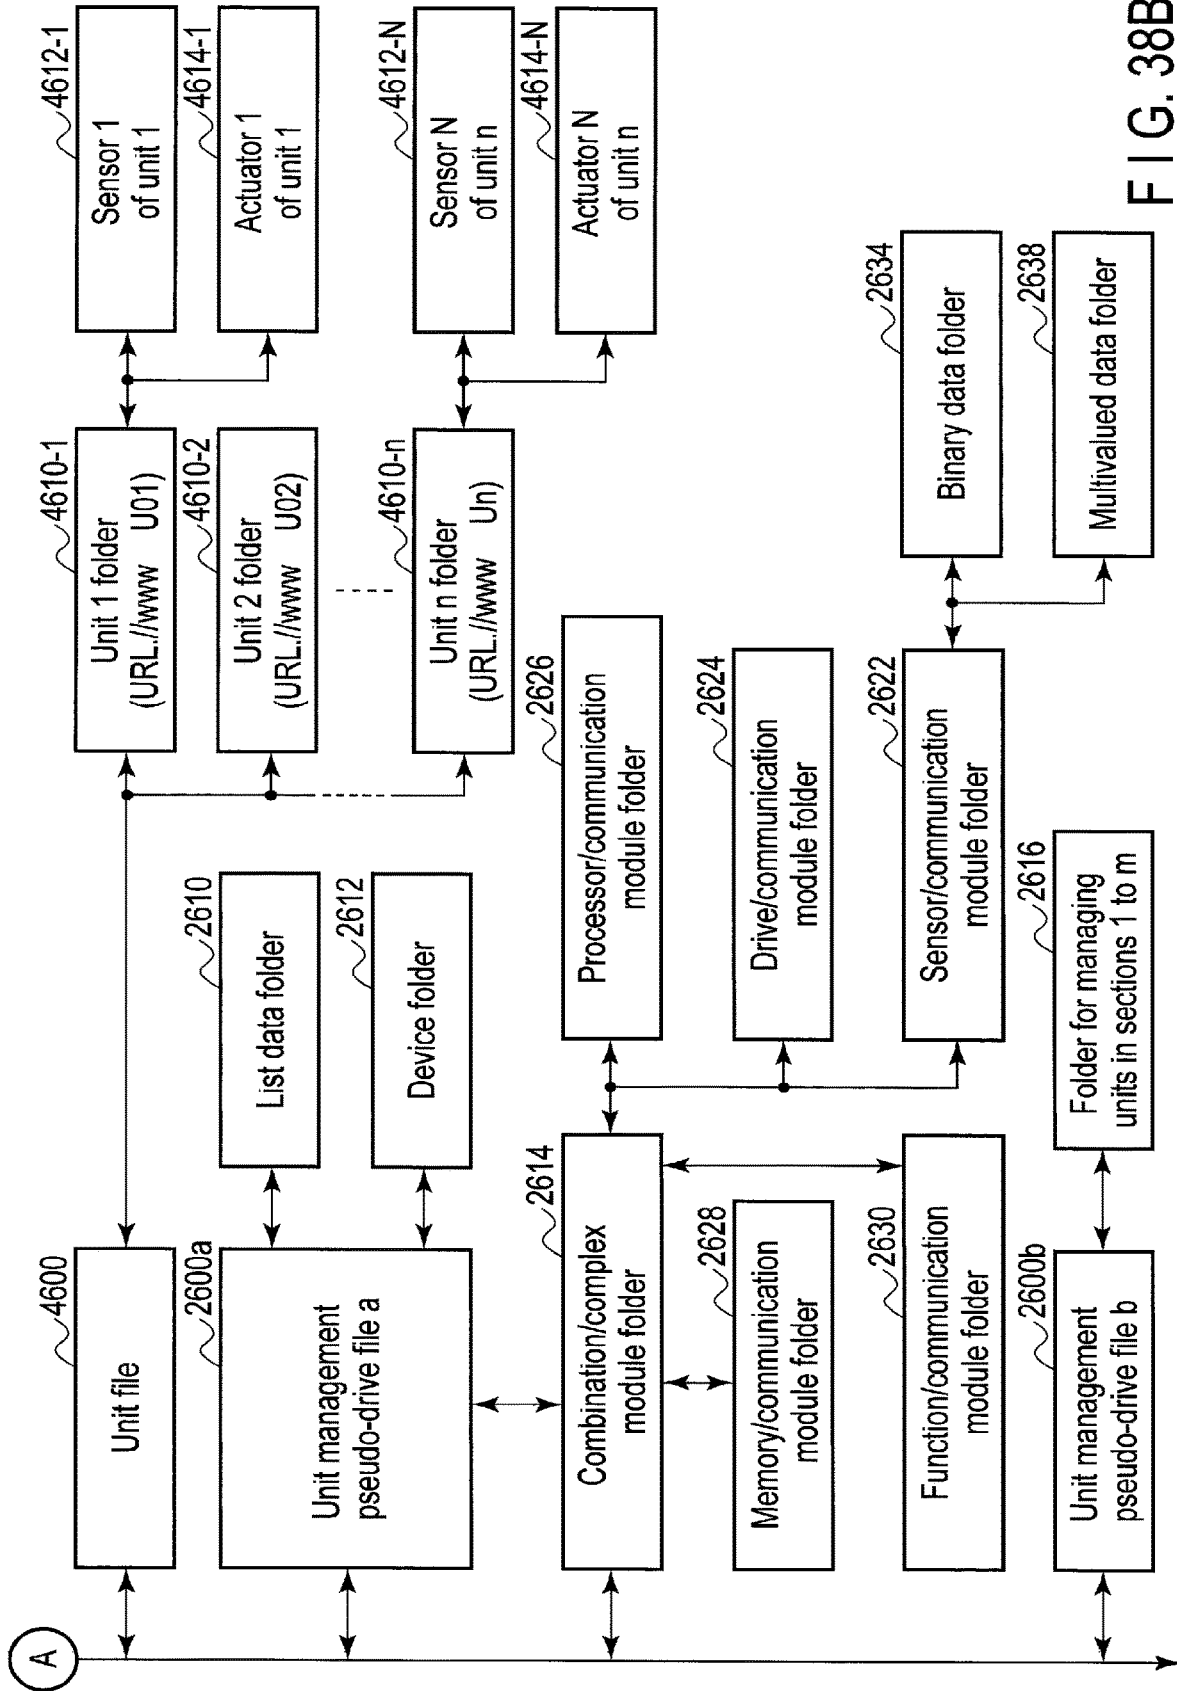 A
Unit file
4600
Unit 1 folder
(URL.//www U01)
4610-1
Sensor 1
of unit 1
4612-1
Actuator 1
of unit 1
4614-1
Unit 2 folder
(URL.//www U02)
4610-2
Unit n folder
(URL.//www Un)
4610-n
Sensor N
of unit n
4612-N
Actuator N
of unit n
4614-N
Unit management
pseudo-drive file a
2600a
List data folder
2610
Device folder
2612
Combination/complex
module folder
2614
Processor/communication
module folder
2626
Memory/communication
module folder
2628
Drive/communication
module folder
2624
Function/communication
module folder
2630
Sensor/communication
module folder
2622
Binary data folder
2634
Multivalued data folder
2638
Unit management
pseudo-drive file b
2600b
Folder for managing
units in sections 1 to m
2616
FIG. 38B